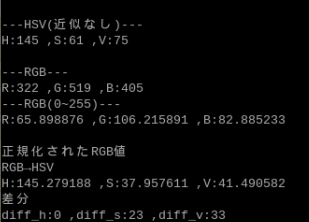 ---HSV(近似なし)---
H:145 ,S:61 ,V:75
---RGB---
R:322 ,G:519 ,B:405
---RGB(0~255)---
R:65.898876 ,G:106.215891 ,B:82.885233
正規化されたRGB値
RGB→HSV
H:145.279188 ,S:37.957611 ,V:41.490582
差分
diff_h:0 ,diff_s:23 ,diff_v:33